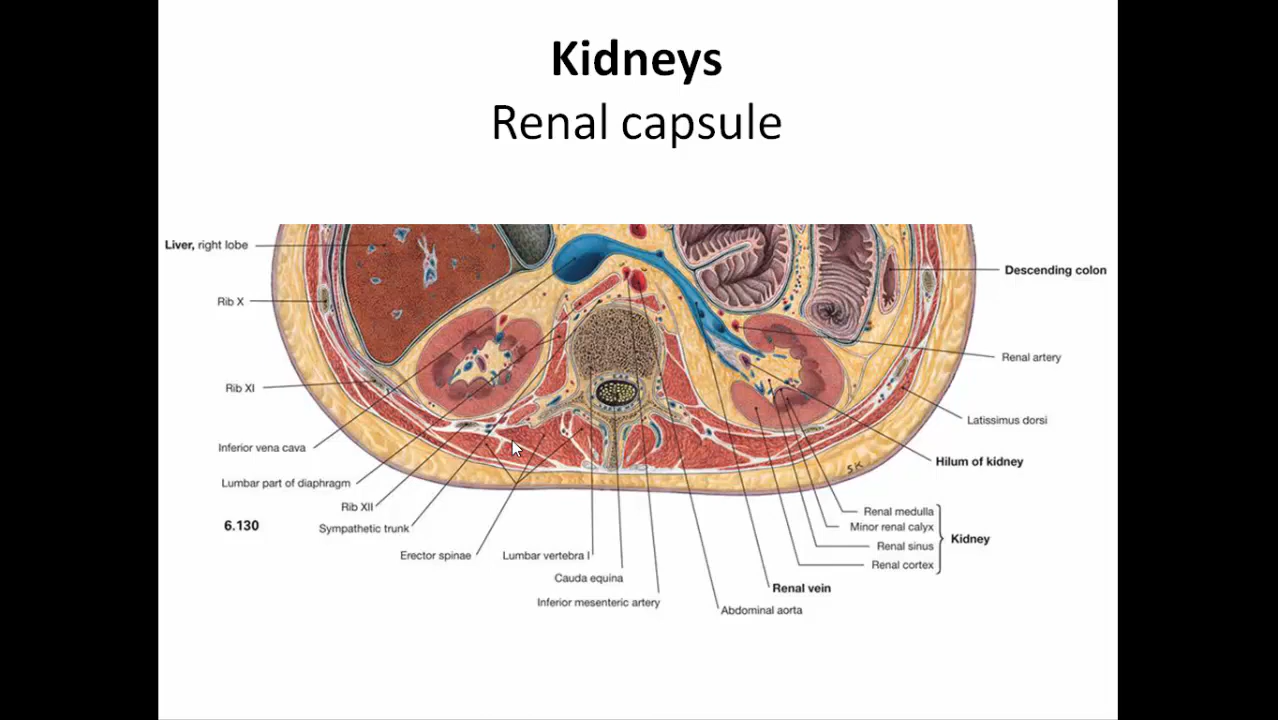 Kidneys
Renal capsule
Liver, right lobe
Rib X
Rib XI
Inferior vena cava
Lumbar part of diaphragm
Rib XII
6.130
Sympathetic trunk
Erector spinae
Lumbar vertebra I
Cauda equina
Inferior mesenteric artery
Descending colon
Renal artery
Latissimus dorsi
Hilum of kidney
SK
Renal medulla
Minor renal calyx
Renal sinus
Renal cortex
Kidney
Renal vein
Abdominal aorta